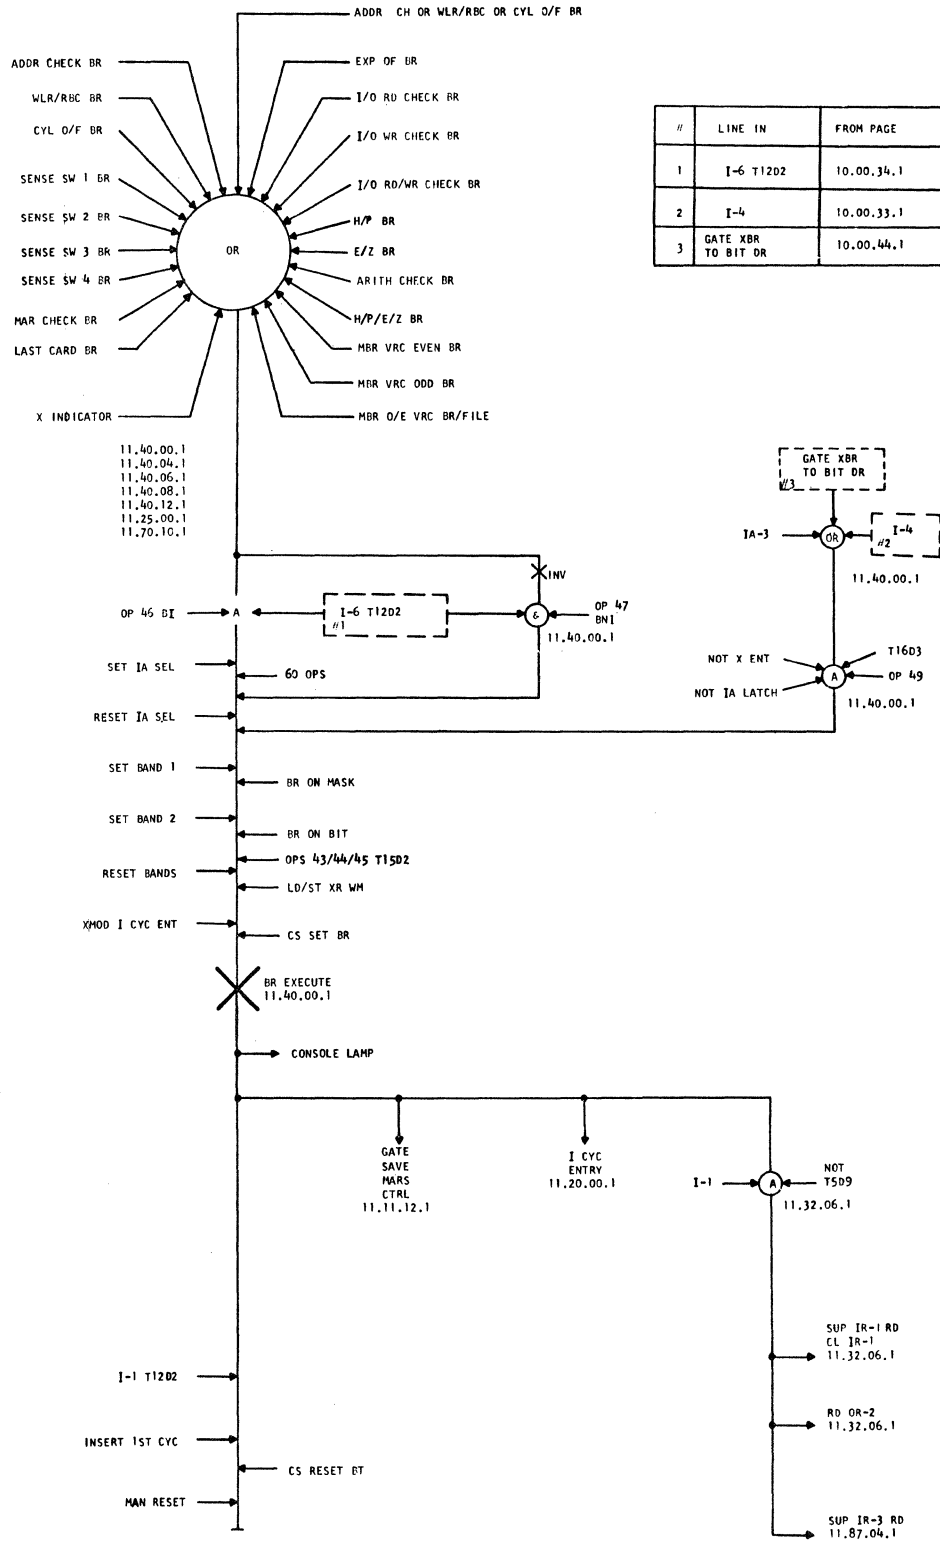 ADDR CH OR WLR/RBC OR CYL O/F BR
ADDR CHECK BR
EXP OF BR
WLR/RBC BR
I/O RD CHECK BR
CYL O/F BR
I/O WR CHECK BR
SENSE SW 1 BR
I/O RD/WR CHECK BR
SENSE SW 2 BR
H/P BR
SENSE SW 3 BR
OR
E/Z BR
SENSE SW 4 BR
ARITH CHECK BR
MAR CHECK BR
H/P/E/Z BR
LAST CARD BR
MBR VRC EVEN BR
MBR VRC ODD BR
X INDICATOR
MBR O/E VRC BR/FILE
# LINE IN FROM PAGE
1 I-6 T12D2 10.00.34.1
2 I-4 10.00.33.1
3 GATE XBR
TO BIT OR 10.00.44.1
11.40.00.1
11.40.04.1
11.40.06.1
11.40.08.1
11.40.12.1
11.25.00.1
11.70.10.1
GATE XBR
TO BIT OR
#3
IA-3
OR
I-4
#2
11.40.00.1
INV
OP 46 BI
A
I-6 T12D2
#1
&
OP 47
BNI
11.40.00.1
SET IA SEL
60 OPS
NOT X ENT
T16D3
A
OP 49
NOT IA LATCH
11.40.00.1
RESET IA SEL
SET BAND 1
BR ON MASK
SET BAND 2
BR ON BIT
OPS 43/44/45 T15D2
RESET BANDS
LD/ST XR WM
XMOD I CYC ENT
CS SET BR
BR EXECUTE
11.40.00.1
CONSOLE LAMP
GATE
SAVE
MARS
CTRL
11.11.12.1
I CYC
ENTRY
11.20.00.1
I-1
A
NOT
T5D9
11.32.06.1
SUP IR-1 RD
CL IR-1
11.32.06.1
I-1 T12D2
RD OR-2
11.32.06.1
INSERT 1ST CYC
CS RESET BT
MAN RESET
SUP IR-3 RD
11.87.04.1